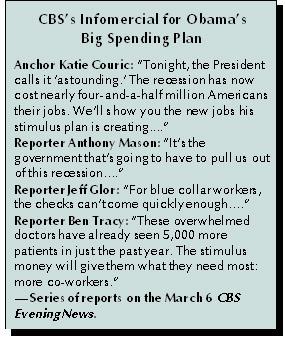 CBS's Infomercial for Obama's
Big Spending Plan
Anchor Katie Couric: "Tonight, the President
calls it 'astounding.' The recession has now
cost nearly four-and-a-half million Americans
their jobs. We'll show you the new jobs his
stimulus plan is creating...."
Reporter Anthony Mason: "It's the
government that's going to have to pull us out
of this recession...."
Reporter Jeff Glor: "For blue collar workers,
the checks can't come quickly enough...."
Reporter Ben Tracy: "These overwhelmed
doctors have already seen 5,000 more
patients in just the past year. The stimulus
money will give them what they need most:
more co-workers."
— Series of reports on the March 6 CBS
Evening News.